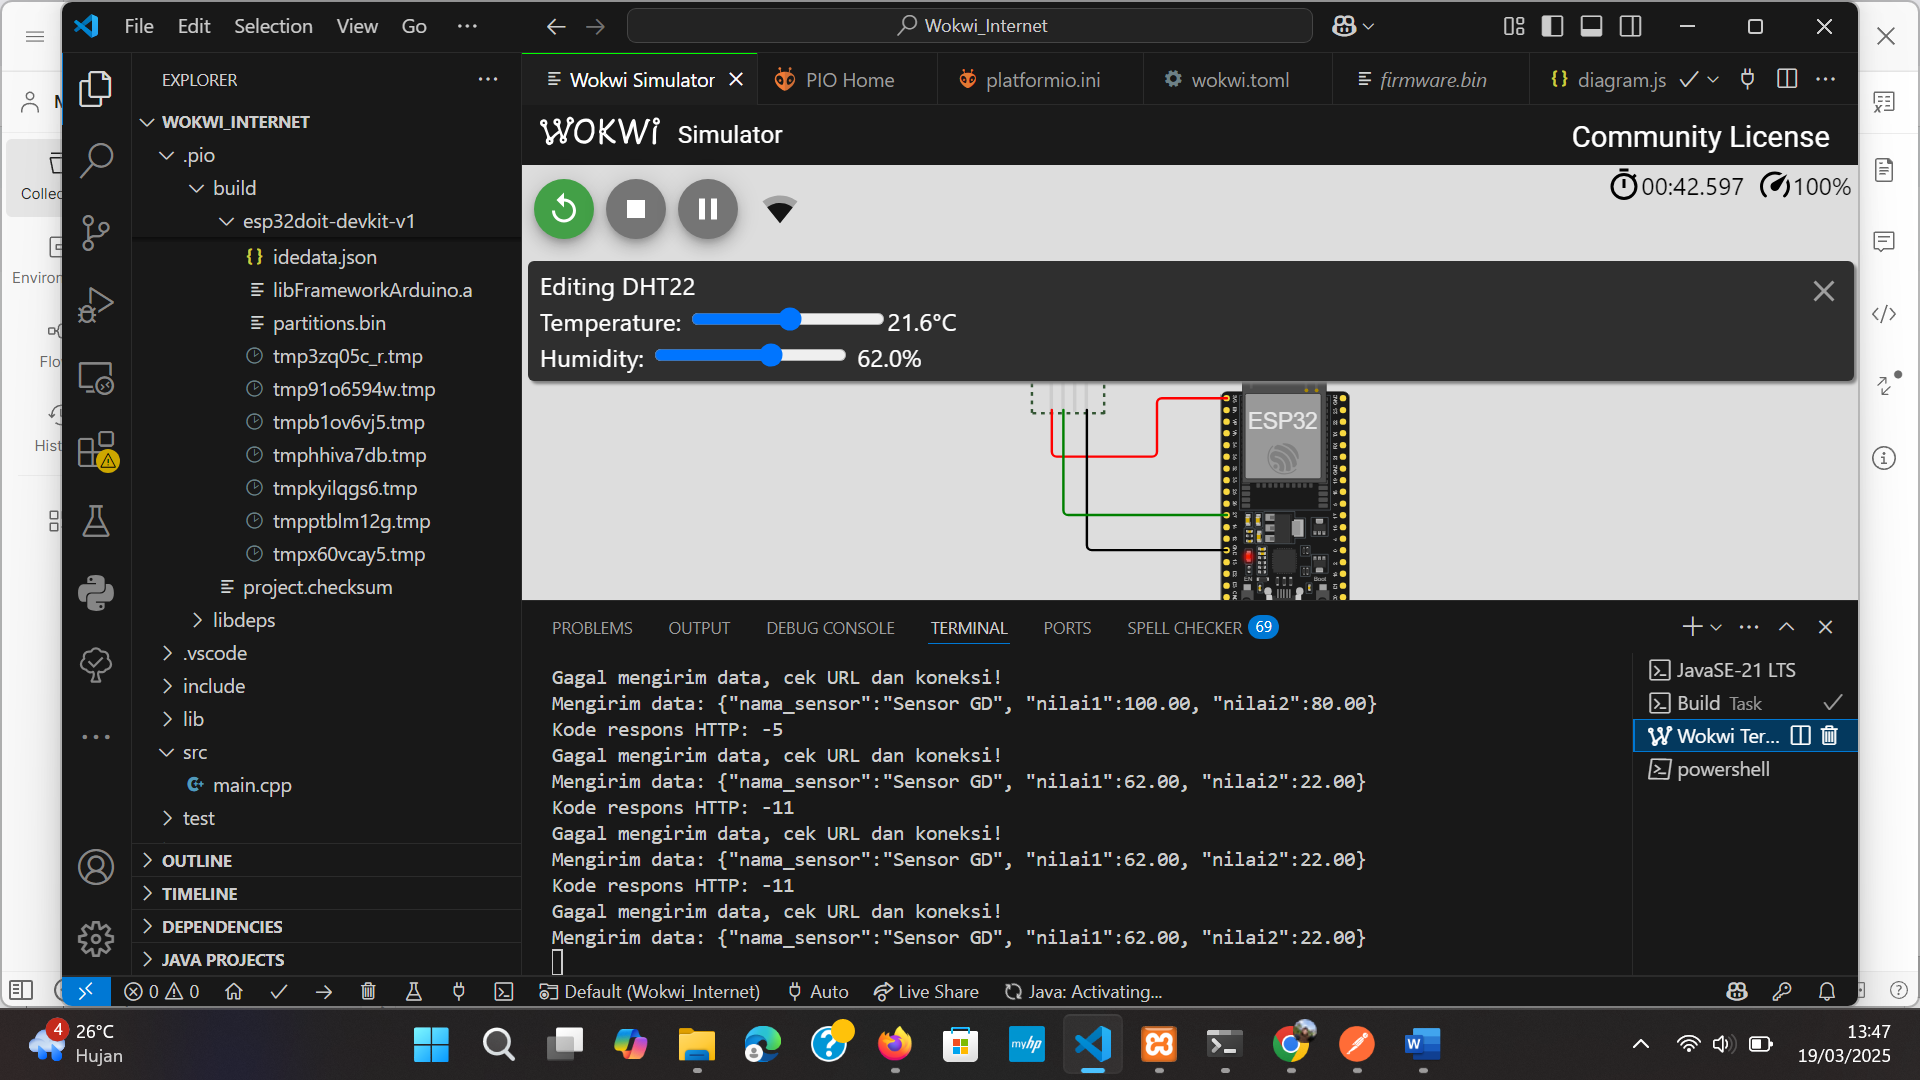 File Edit Selection View Go
Wokwi_Internet
EXPLORER
Wokwi Simulator
PIO Home
platformio.ini
wokwi.toml
firmware.bin
diagram.js
WOKWI_INTERNET
.pio
build
esp32doit-devkit-v1
idedata.json
libFrameworkArduino.a
partitions.bin
tmp3zq05c_r.tmp
tmp91o6594w.tmp
tmpb1ov6vj5.tmp
tmphhiva7db.tmp
tmpkyilqgs6.tmp
tmpptblm12g.tmp
tmpx60vcay5.tmp
project.checksum
libdeps
.vscode
include
lib
src
main.cpp
test
OUTLINE
TIMELINE
DEPENDENCIES
JAVA PROJECTS
WOKWi Simulator
Community License
00:42.597 100%
Editing DHT22
Temperature: 21.6°C
Humidity: 62.0%
ESP32
EN Boot
PROBLEMS OUTPUT DEBUG CONSOLE TERMINAL PORTS SPELL CHECKER 69
Gagal mengirim data, cek URL dan koneksi!
Mengirim data: {"nama_sensor":"Sensor GD", "nilai1":100.00, "nilai2":80.00}
Kode respons HTTP: -5
Gagal mengirim data, cek URL dan koneksi!
Mengirim data: {"nama_sensor":"Sensor GD", "nilai1":62.00, "nilai2":22.00}
Kode respons HTTP: -11
Gagal mengirim data, cek URL dan koneksi!
Mengirim data: {"nama_sensor":"Sensor GD", "nilai1":62.00, "nilai2":22.00}
Kode respons HTTP: -11
Gagal mengirim data, cek URL dan koneksi!
Mengirim data: {"nama_sensor":"Sensor GD", "nilai1":62.00, "nilai2":22.00}
JavaSE-21 LTS
Build Task
Wokwi Ter...
powershell
Colle
Environ
Flo
Hist
0 0
Default (Wokwi_Internet)
Auto
Live Share
Java: Activating...
4
26°C
Hujan
myhp
13:47
19/03/2025